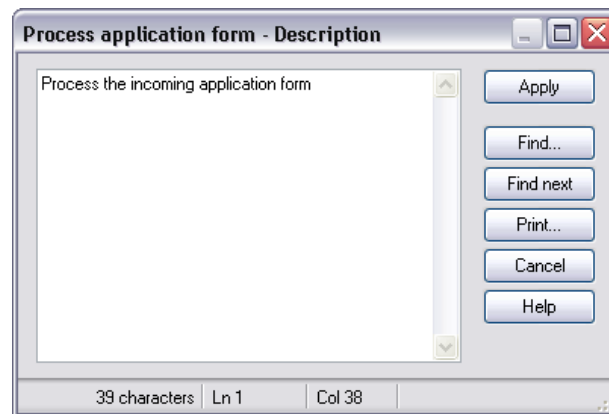 Process application form - Description
Process the incoming application form
Apply
Find...
Find next
Print...
Cancel
Help
39 characters
Ln 1
Col 38